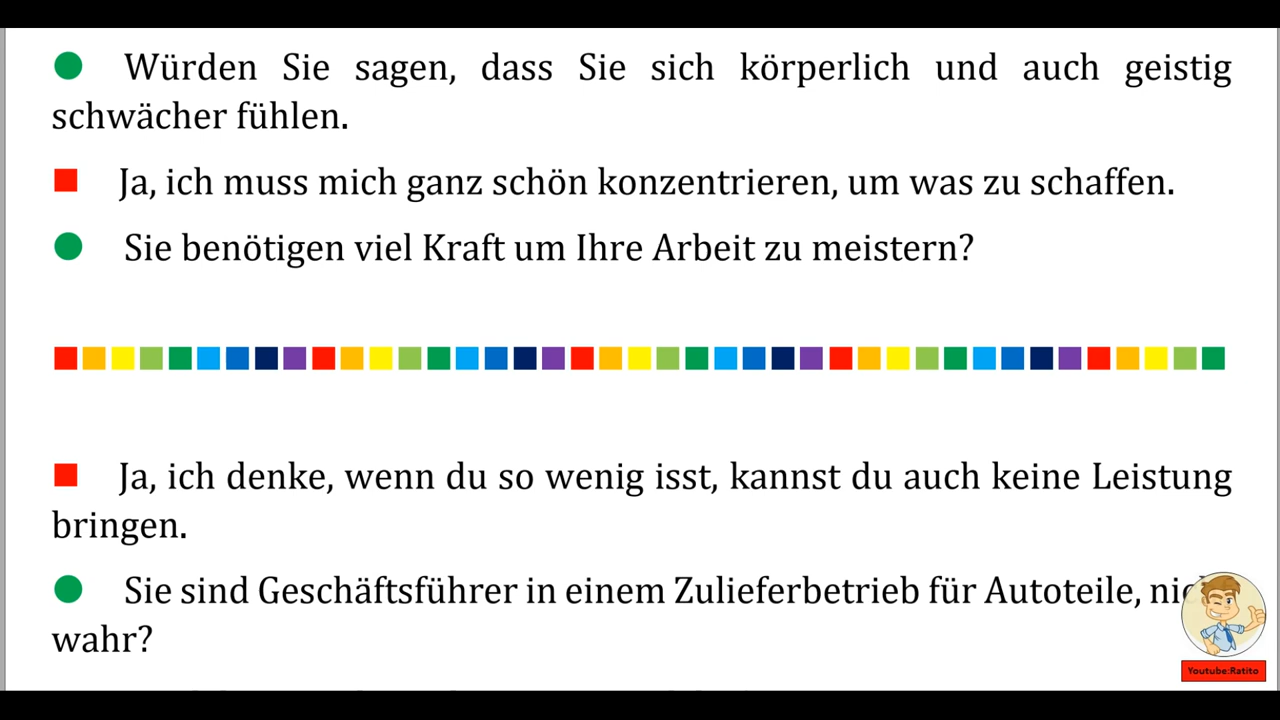 Würden Sie sagen, dass Sie sich körperlich und auch geistig
schwächer fühlen.
Ja, ich muss mich ganz schön konzentrieren, um was zu schaffen.
Sie benötigen viel Kraft um Ihre Arbeit zu meistern?
Ja, ich denke, wenn du so wenig isst, kannst du auch keine Leistung
bringen.
Sie sind Geschäftsführer in einem Zulieferbetrieb für Autoteile,
wahr?
Youtube:Ratito